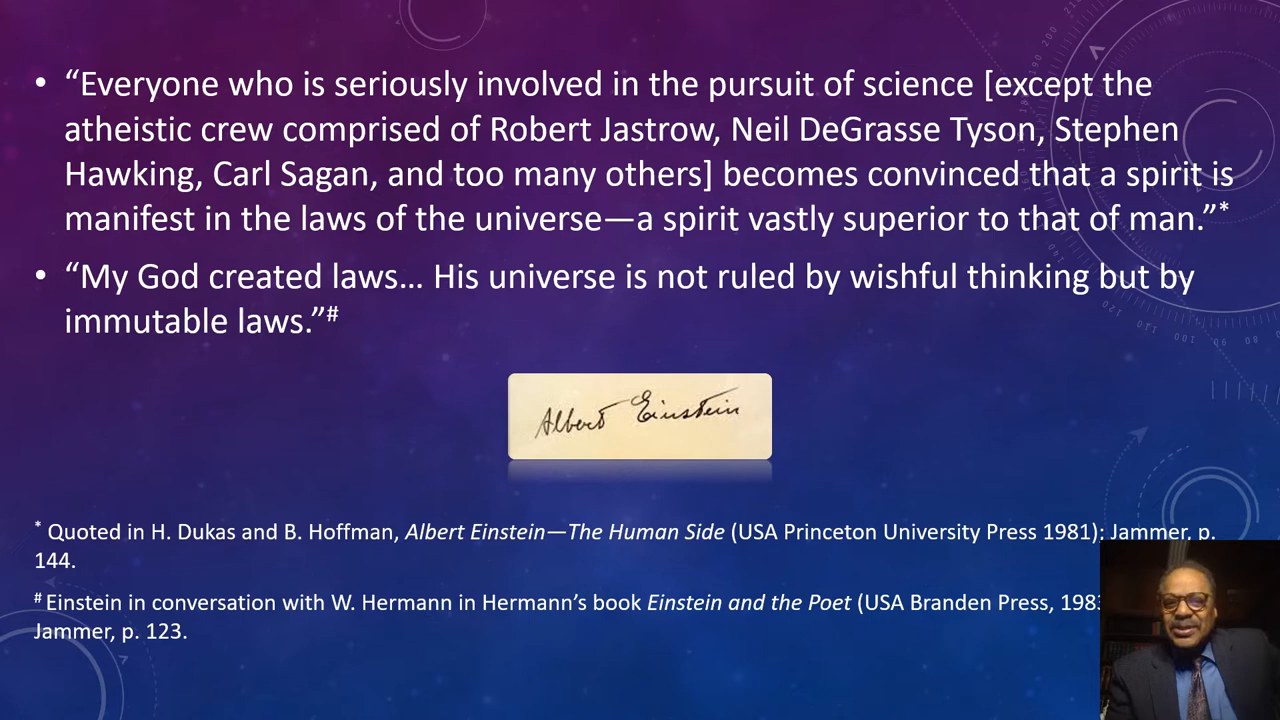 • “Everyone who is seriously involved in the pursuit of science [except the
atheistic crew comprised of Robert Jastrow, Neil DeGrasse Tyson, Stephen
Hawking, Carl Sagan, and too many others] becomes convinced that a spirit is
manifest in the laws of the universe—a spirit vastly superior to that of man.”*
• “My God created laws… His universe is not ruled by wishful thinking but by
immutable laws.”#
Albert Einstein
* Quoted in H. Dukas and B. Hoffman, Albert Einstein—The Human Side (USA Princeton University Press 1981); Jammer, p.
144.
# Einstein in conversation with W. Hermann in Hermann’s book Einstein and the Poet (USA Branden Press, 1983
Jammer, p. 123.